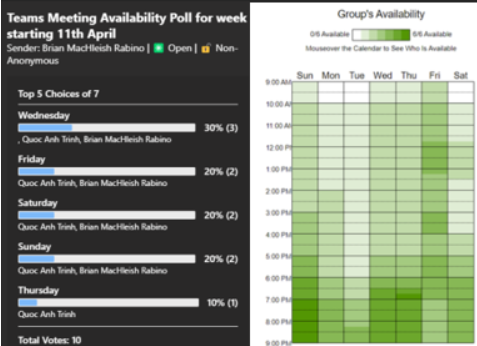 Teams Meeting Availability Poll for week
starting 11th April
Sender: Brian MacHleish Rabino | Open | Non-
Anonymous
Top 5 Choices of 7
Wednesday
30% (3)
, Quoc Anh Trinh, Brian MacHleish Rabino
Friday
20% (2)
Quoc Anh Trinh, Brian MacHleish Rabino
Saturday
20% (2)
Quoc Anh Trinh, Brian MacHleish Rabino
Sunday
20% (2)
Quoc Anh Trinh, Brian MacHleish Rabino
Thursday
10% (1)
Quoc Anh Trinh
Total Votes: 10
Group's Availability
0/6 Available 6/6 Available
Mouseover the Calendar to See Who Is Available
Sun Mon Tue Wed Thu Fri Sat
9:00 AM
10:00 AM
11:00 AM
12:00 PM
1:00 PM
2:00 PM
3:00 PM
4:00 PM
5:00 PM
6:00 PM
7:00 PM
8:00 PM
9:00 PM